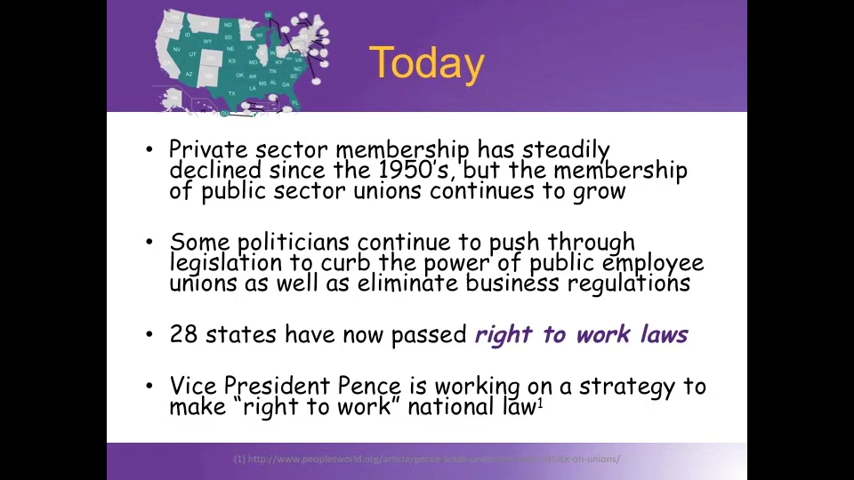 Today
• Private sector membership has steadily
declined since the 1950's, but the membership
of public sector unions continues to grow
• Some politicians continue to push through
legislation to curb the power of public employee
unions as well as eliminate business regulations
• 28 states have now passed right to work laws
• Vice President Pence is working on a strategy to
make “right to work” national law1